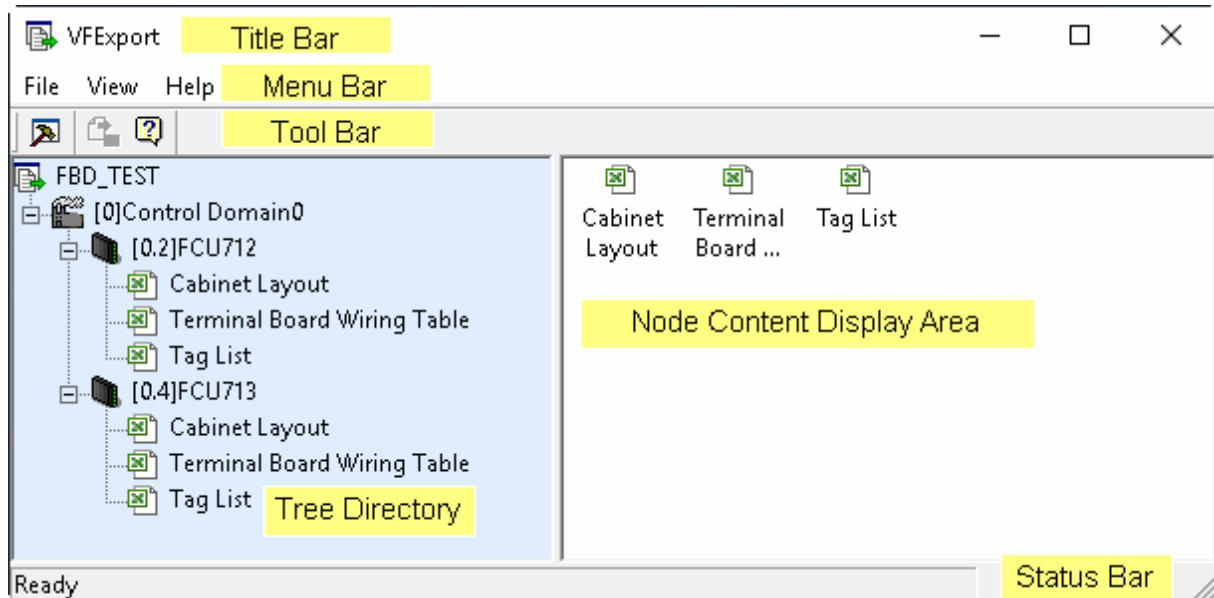 VFExport Title Bar
File View Help Menu Bar
Tool Bar
FBD_TEST
[0]Control Domain0
[0.2]FCU712
Cabinet Layout
Terminal Board Wiring Table
Tag List
[0.4]FCU713
Cabinet Layout
Terminal Board Wiring Table
Tag List
Tree Directory
Cabinet Terminal Tag List
Layout Board ...
Node Content Display Area
Ready Status Bar